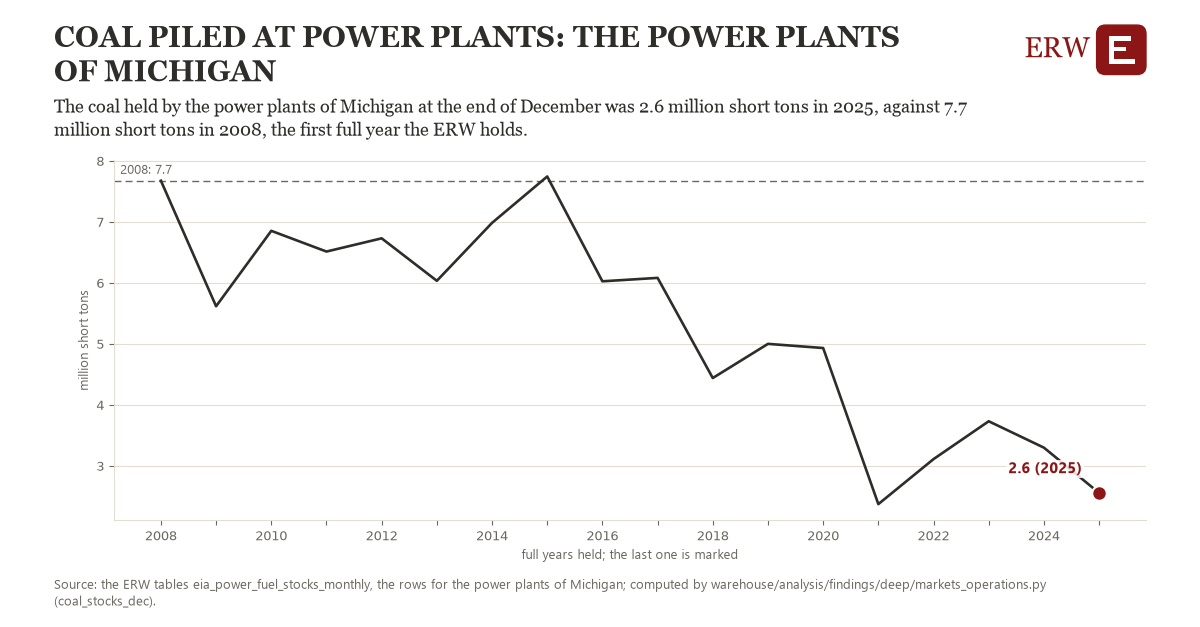 COAL PILED AT POWER PLANTS: THE POWER PLANTS
OF MICHIGAN
ERW E
The coal held by the power plants of Michigan at the end of December was 2.6 million short tons in 2025, against 7.7
million short tons in 2008, the first full year the ERW holds.
8
2008: 7.7
7
6
million short tons
5
4
3
2.6 (2025)
2008 2010 2012 2014 2016 2018 2020 2022 2024
full years held; the last one is marked
Source: the ERW tables eia_power_fuel_stocks_monthly, the rows for the power plants of Michigan; computed by warehouse/analysis/findings/deep/markets_operations.py
(coal_stocks_dec).